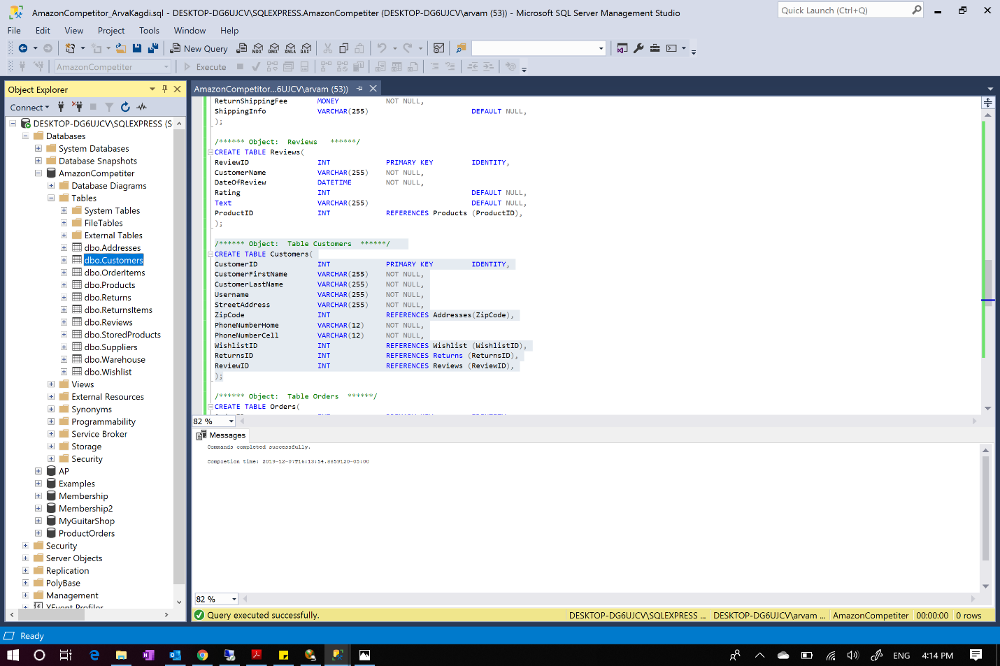 AmazonCompetitor_ArvaKagdi.sql - DESKTOP-DG6UJCV\SQLEXPRESS.AmazonCompetiter (DESKTOP-DG6UJCV\arvam (53)) - Microsoft SQL Server Management Studio
Quick Launch (Ctrl+Q)
File Edit View Project Tools Window Help
New Query
MDX DMX XMLA DAX
AmazonCompetiter Execute
Object Explorer
Connect
DESKTOP-DG6UJCV\SQLEXPRESS (S
Databases
System Databases
Database Snapshots
AmazonCompetiter
Database Diagrams
Tables
System Tables
FileTables
External Tables
dbo.Addresses
dbo.Customers
dbo.OrderItems
dbo.Products
dbo.Returns
dbo.ReturnsItems
dbo.Reviews
dbo.StoredProducts
dbo.Suppliers
dbo.Warehouse
dbo.Wishlist
Views
External Resources
Synonyms
Programmability
Service Broker
Storage
Security
AP
Examples
Membership
Membership2
MyGuitarShop
ProductOrders
Security
Server Objects
Replication
PolyBase
Management
XEvent Profiler
AmazonCompetitor...6UJCV\arvam (53))
ReturnShippingFee MONEY NOT NULL,
ShippingInfo VARCHAR(255) DEFAULT NULL,
);
/****** Object: Reviews ******/
CREATE TABLE Reviews(
ReviewID INT PRIMARY KEY IDENTITY,
CustomerName VARCHAR(255) NOT NULL,
DateOfReview DATETIME NOT NULL,
Rating INT DEFAULT NULL,
Text VARCHAR(255) DEFAULT NULL,
ProductID INT REFERENCES Products (ProductID),
);
/****** Object: Table Customers ******/
CREATE TABLE Customers(
CustomerID INT PRIMARY KEY IDENTITY,
CustomerFirstName VARCHAR(255) NOT NULL,
CustomerLastName VARCHAR(255) NOT NULL,
Username VARCHAR(255) NOT NULL,
StreetAddress VARCHAR(255) NOT NULL,
ZipCode INT REFERENCES Addresses(ZipCode),
PhoneNumberHome VARCHAR(12) NOT NULL,
PhoneNumberCell VARCHAR(12) NOT NULL,
WishlistID INT REFERENCES Wishlist (WishlistID),
ReturnsID INT REFERENCES Returns (ReturnsID),
ReviewID INT REFERENCES Reviews (ReviewID),
);
/****** Object: Table Orders ******/
CREATE TABLE Orders(
82 %
Messages
Commands completed successfully.
Completion time: 2019-12-07T16:13:54.8859120-05:00
82 %
Query executed successfully. DESKTOP-DG6UJCV\SQLEXPRESS ... DESKTOP-DG6UJCV\arvam ... AmazonCompetiter 00:00:00 0 rows
Ready
ENG 4:14 PM